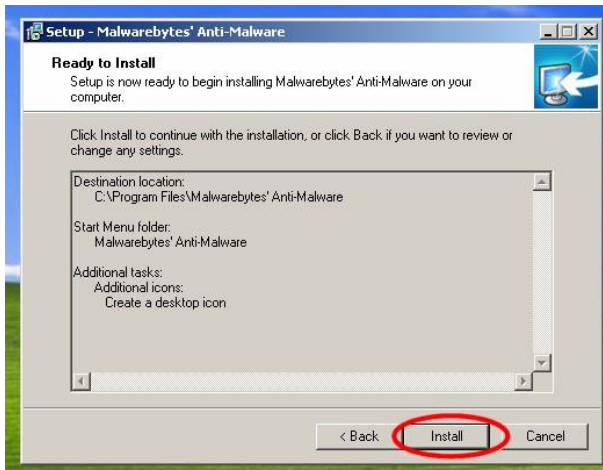 Setup - Malwarebytes' Anti-Malware
Ready to Install
Setup is now ready to begin installing Malwarebytes' Anti-Malware on your
computer.
Click Install to continue with the installation, or click Back if you want to review or
change any settings.
Destination location:
C:\Program Files\Malwarebytes' Anti-Malware
Start Menu folder:
Malwarebytes' Anti-Malware
Additional tasks:
Additional icons:
Create a desktop icon
< Back
Install
Cancel